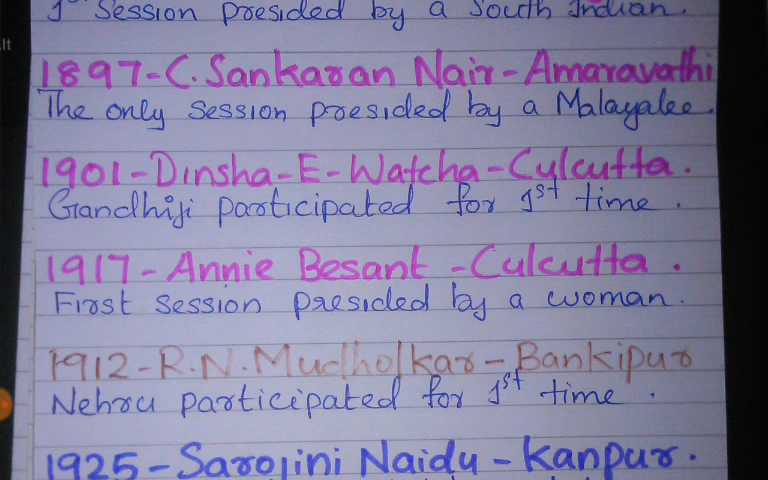 1st Session presided by a South Indian.
lt
1897-C. Sankaran Nair-Amaravathi
The only session presided by a Malayalee.
1901-Dinsha-E-Watcha-Culcutta.
Gandhiji participated for 1st time.
1917-Annie Besant-Culcutta.
First session presided by a woman.
1912-R.N. Mudholkar-Bankipur
Nehru participated for 1st time.
1925-Sarojini Naidu-Kanpur.